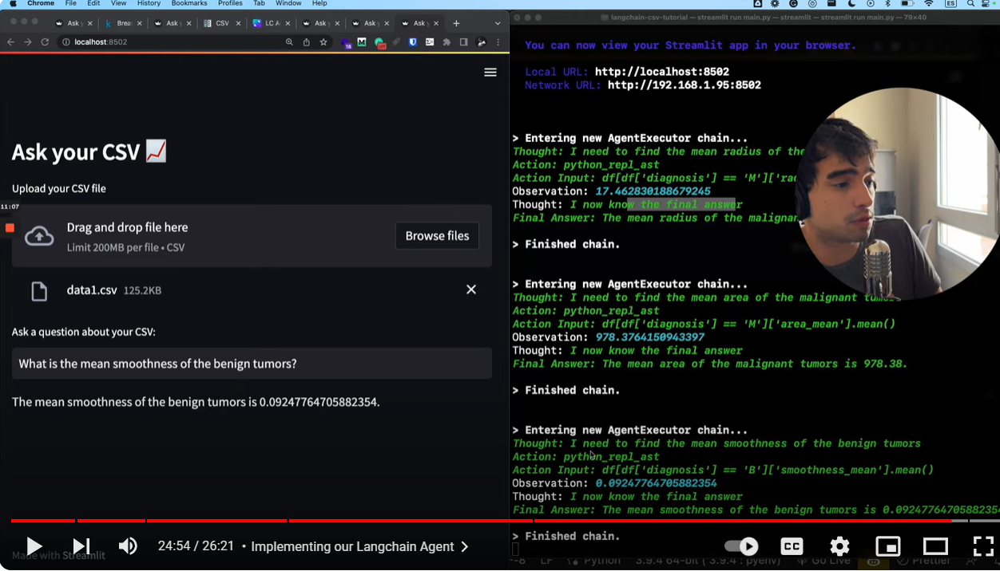 Chrome File Edit View History Bookmarks Profiles Tab Window Help
ES
langchain-csv-tutorial — streamlit run main.py — streamlit — streamlit run main.py — 79×40
Ask y
Breas
Ask y
CSV
LC A
Ask y
Ask y
Ask y
localhost:8502
18
You can now view your Streamlit app in your browser.
Local URL: http://localhost:8502
Network URL: http://192.168.1.95:8502
Ask your CSV
Upload your CSV file
11:07
Drag and drop file here
Limit 200MB per file • CSV
Browse files
data1.csv 125.2KB
Ask a question about your CSV:
What is the mean smoothness of the benign tumors?
The mean smoothness of the benign tumors is 0.09247764705882354.
> Entering new AgentExecutor chain...
Thought: I need to find the mean radius of the
Action: python_repl_ast
Action Input: df[df['diagnosis'] == 'M']['rad
Observation: 17.462830188679245
Thought: I now know the final answer
Final Answer: The mean radius of the malignan
> Finished chain.
> Entering new AgentExecutor chain...
Thought: I need to find the mean area of the malignant tumors
Action: python_repl_ast
Action Input: df[df['diagnosis'] == 'M']['area_mean'].mean()
Observation: 978.3764150943397
Thought: I now know the final answer
Final Answer: The mean area of the malignant tumors is 978.38.
> Finished chain.
> Entering new AgentExecutor chain...
Thought: I need to find the mean smoothness of the benign tumors
Action: python_repl_ast
Action Input: df[df['diagnosis'] == 'B']['smoothness_mean'].mean()
Observation: 0.09247764705882354
Thought: I now know the final answer
Final Answer: The mean smoothness of the benign tumors is 0.09247764705882354
> Finished chain.
24:54 / 26:21 • Implementing our Langchain Agent
CC
Made with Streamlit
LF Python 3.9.4 64-bit ('3.9.4': pyenv) Go Live Prettier